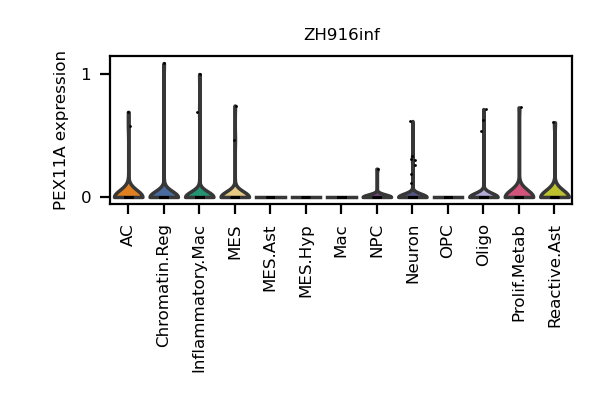 ZH916inf
PEX11A expression
1
0
AC
Chromatin.Reg
Inflammatory.Mac
MES
MES.Ast
MES.Hyp
Mac
NPC
Neuron
OPC
Oligo
Prolif.Metab
Reactive.Ast